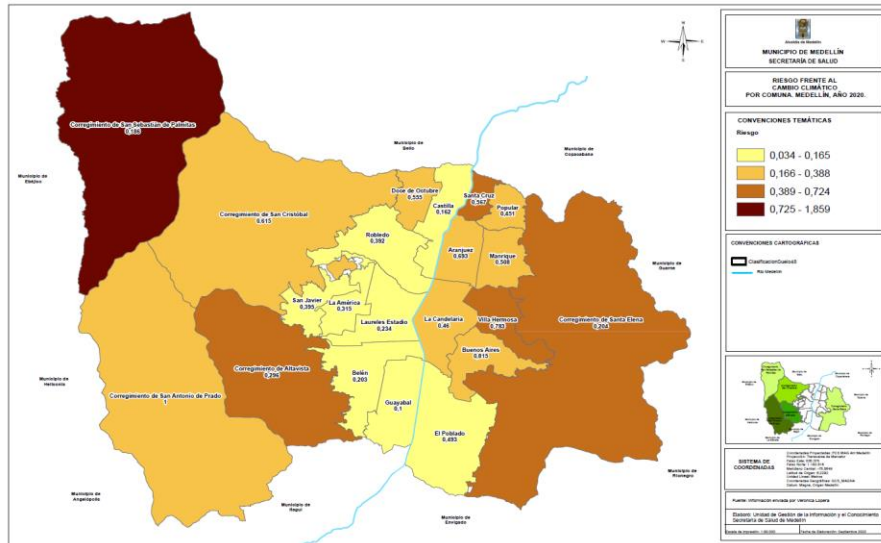 Alcaldía de Medellín
MUNICIPIO DE MEDELLÍN
SECRETARÍA DE SALUD
RIESGO FRENTE AL
CAMBIO CLIMÁTICO
POR COMUNA. MEDELLÍN, AÑO 2020.
CONVENCIONES TEMÁTICAS
Riesgo
0,034 - 0,165
0,166 - 0,388
0,389 - 0,724
0,725 - 1,859
CONVENCIONES CARTOGRÁFICAS
Río Medellín
SISTEMA DE
COORDENADAS
Fuente: Información enviada por Verónica Lopera
Elaboró: Unidad de Gestión de la Información y el Conocimiento
Secretaría de Salud de Medellín
N
W
E
S
Corregimiento de San Sebastián de Palmitas
0,186
Municipio de
Bello
Municipio de
Copacabana
Municipio de
Ebéjico
Doce de Octubre
0,555
Castilla
0,162
Santa Cruz
0,567
Popular
0,451
Corregimiento de San Cristóbal
0,615
Robledo
0,392
Aranjuez
0,693
Manrique
0,308
Municipio de
Guarne
San Javier
0,395
La América
0,315
Laureles Estadio
0,234
La Candelaria
0,46
Villa Hermosa
0,783
Corregimiento de Santa Elena
0,204
Buenos Aires
0,815
Corregimiento de Altavista
0,296
Belén
0,203
Municipio de
Heliconia
Corregimiento de San Antonio de Prado
1
Guayabal
0,1
El Poblado
0,493
Municipio de
Rionegro
Municipio de
Angelópolis
Municipio de
Itagüí
Municipio de
Envigado